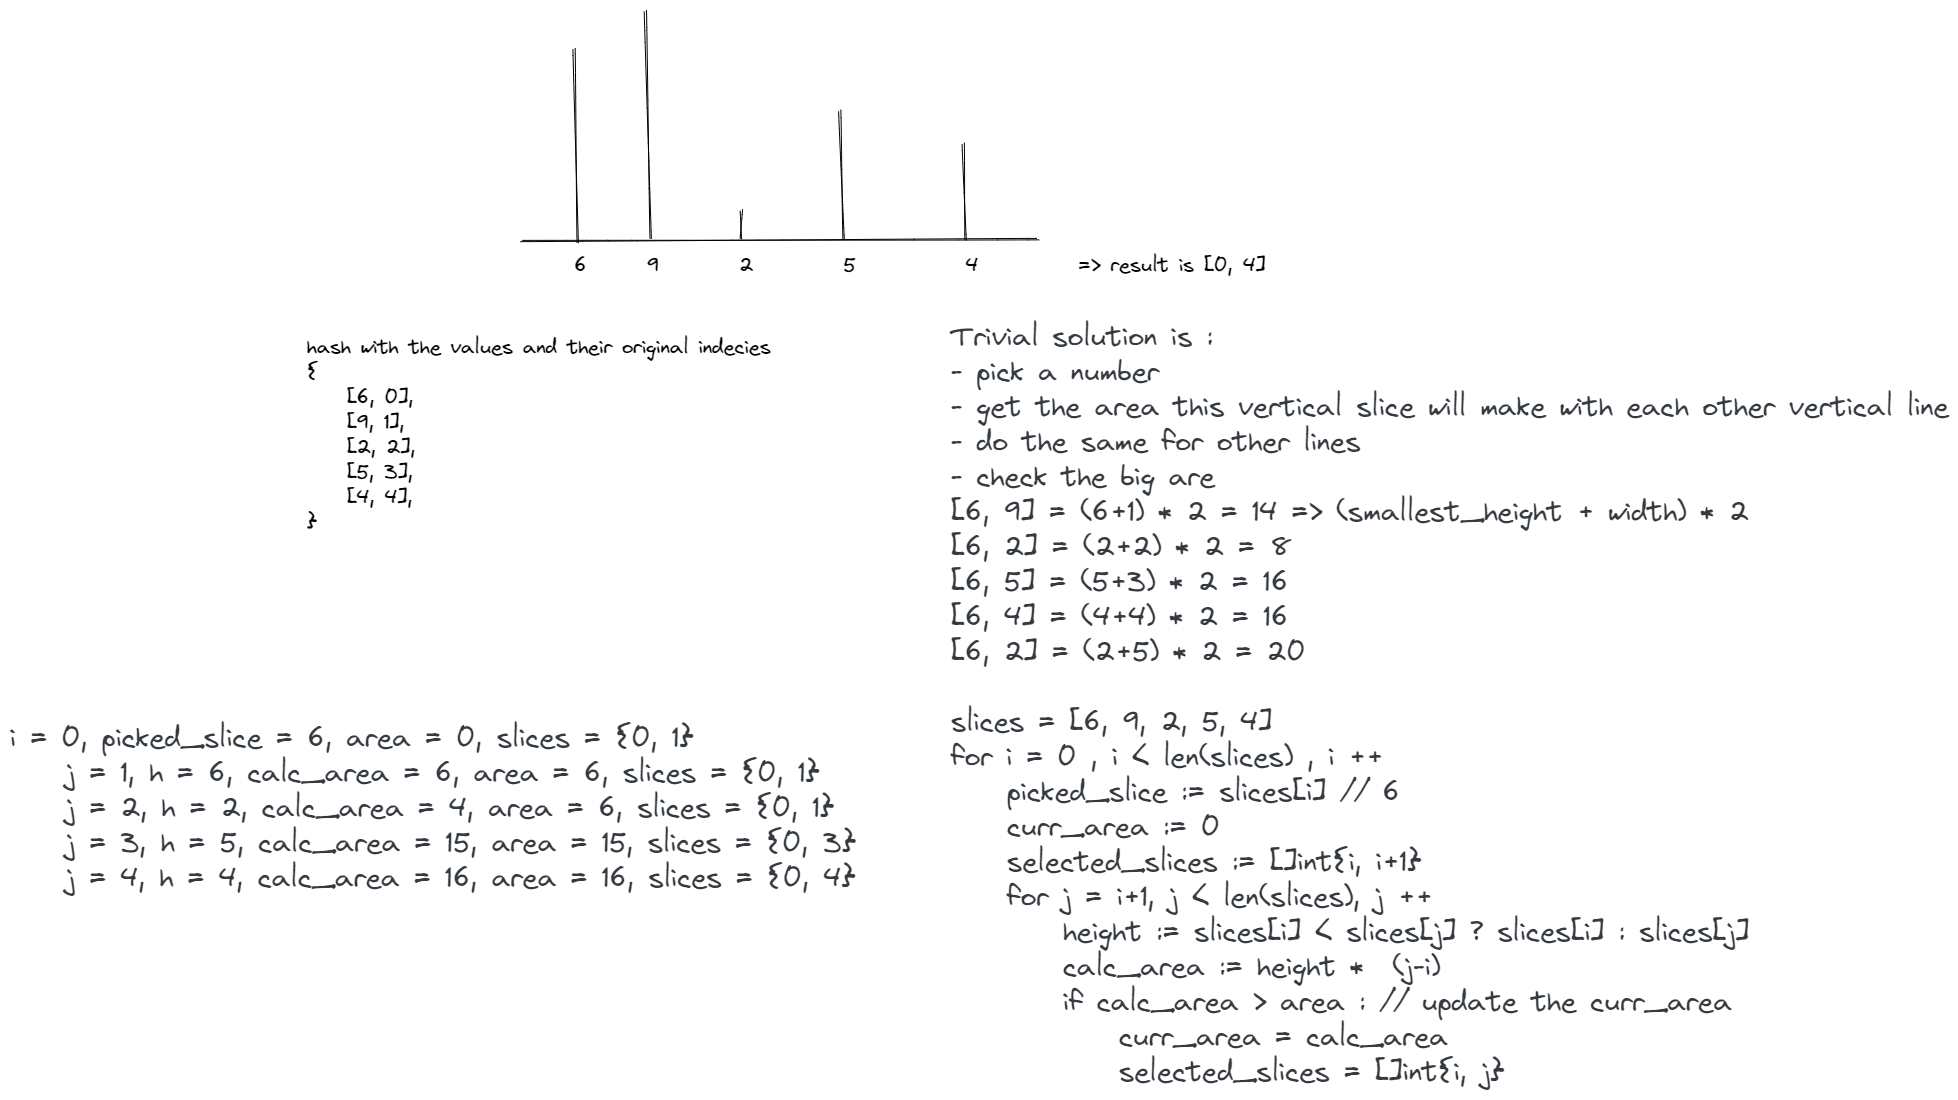 6 9 2 5 4 => result is [0, 4]
hash with the values and their original indecies
{
[6, 0],
[9, 1],
[2, 2],
[5, 3],
[4, 4],
}
Trivial solution is :
- pick a number
- get the area this vertical slice will make with each other vertical line
- do the same for other lines
- check the big are
[6, 9] = (6+1) * 2 = 14 => (smallest_height + width) * 2
[6, 2] = (2+2) * 2 = 8
[6, 5] = (5+3) * 2 = 16
[6, 4] = (4+4) * 2 = 16
[6, 2] = (2+5) * 2 = 20
i = 0, picked_slice = 6, area = 0, slices = {0, 1}
j = 1, h = 6, calc_area = 6, area = 6, slices = {0, 1}
j = 2, h = 2, calc_area = 4, area = 6, slices = {0, 1}
j = 3, h = 5, calc_area = 15, area = 15, slices = {0, 3}
j = 4, h = 4, calc_area = 16, area = 16, slices = {0, 4}
slices = [6, 9, 2, 5, 4]
for i = 0 , i < len(slices) , i ++
picked_slice := slices[i] // 6
curr_area := 0
selected_slices := []int{i, i+1}
for j = i+1, j < len(slices), j ++
height := slices[i] < slices[j] ? slices[i] : slices[j]
calc_area := height * (j-i)
if calc_area > area : // update the curr_area
curr_area = calc_area
selected_slices = []int{i, j}